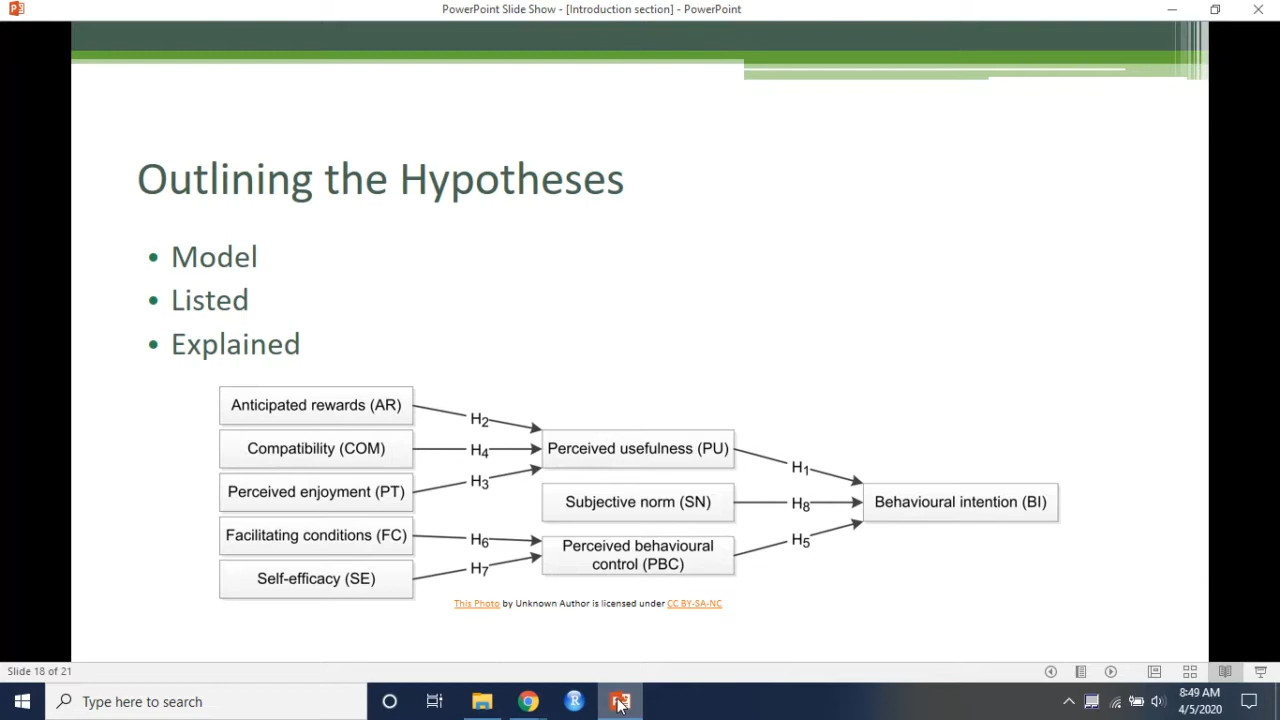 PowerPoint Slide Show - [Introduction section] - PowerPoint
Outlining the Hypotheses
• Model
• Listed
• Explained
Anticipated rewards (AR)
Compatibility (COM)
Perceived enjoyment (PT)
Facilitating conditions (FC)
Self-efficacy (SE)
H2
H4
H3
H6
H7
Perceived usefulness (PU)
Subjective norm (SN)
Perceived behavioural
control (PBC)
H1
H8
H5
Behavioural intention (BI)
This Photo by Unknown Author is licensed under CC BY-SA-NC
Slide 18 of 21
Type here to search
8:49 AM
4/5/2020